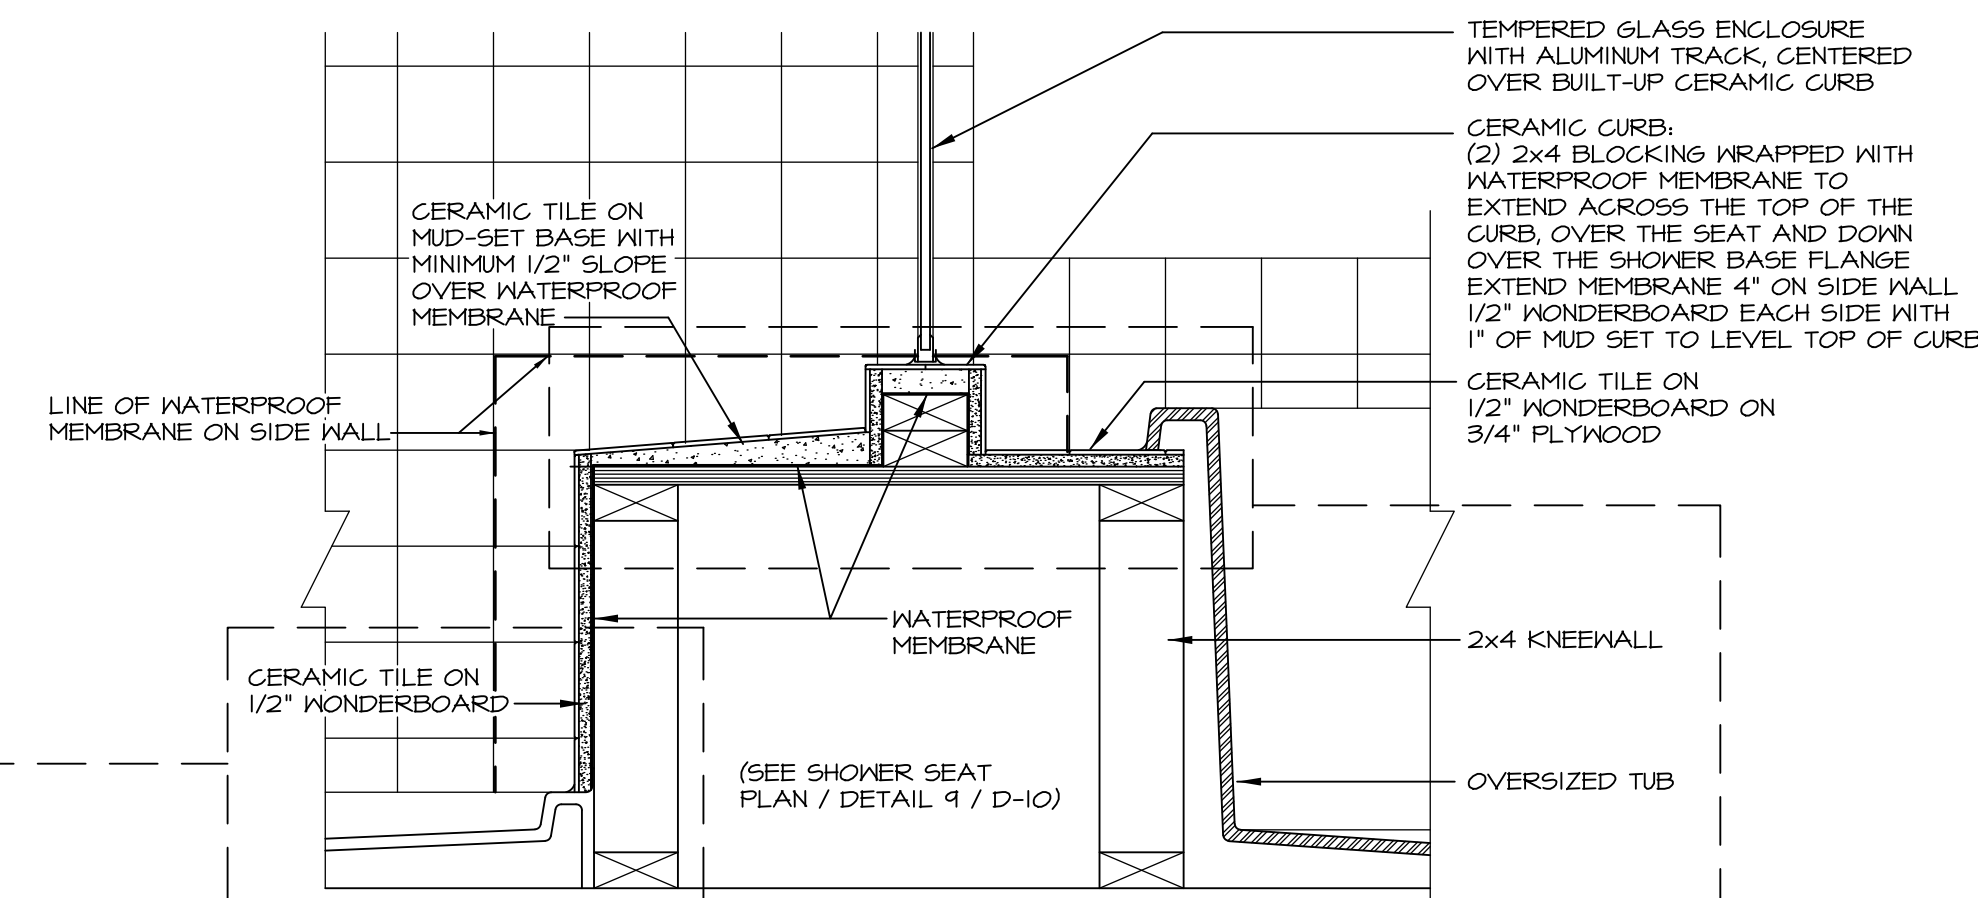 TEMPERED GLASS ENCLOSURE
WITH ALUMINUM TRACK, CENTERED
OVER BUILT-UP CERAMIC CURB
CERAMIC CURB:
(2) 2x4 BLOCKING WRAPPED WITH
WATERPROOF MEMBRANE TO
EXTEND ACROSS THE TOP OF THE
CURB, OVER THE SEAT AND DOWN
OVER THE SHOWER BASE FLANGE
EXTEND MEMBRANE 4" ON SIDE WALL
1/2" WONDERBOARD EACH SIDE WITH
1" OF MUD SET TO LEVEL TOP OF CURB
CERAMIC TILE ON
MUD-SET BASE WITH
MINIMUM 1/2" SLOPE
OVER WATERPROOF
MEMBRANE
LINE OF WATERPROOF
MEMBRANE ON SIDE WALL
CERAMIC TILE ON
1/2" WONDERBOARD ON
3/4" PLYWOOD
WATERPROOF
MEMBRANE
2x4 KNEEWALL
CERAMIC TILE ON
1/2" WONDERBOARD
(SEE SHOWER SEAT
PLAN / DETAIL 9 / D-10)
OVERSIZED TUB